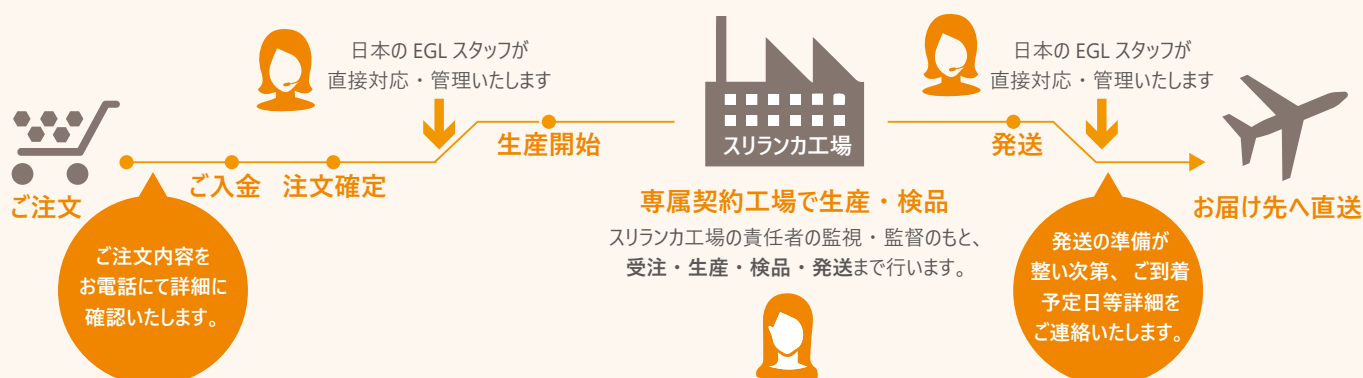 日本の EGL スタッフが
直接対応・管理いたします
日本の EGL スタッフが
直接対応・管理いたします
ご注文
ご入金
注文確定
生産開始
スリランカ工場
発送
お届け先へ直送
ご注文内容を
お電話にて詳細に
確認いたします。
専属契約工場で生産・検品
スリランカ工場の責任者の監視・監督のもと、
受注・生産・検品・発送まで行います。
発送の準備が
整い次第、ご到着
予定日等詳細を
ご連絡いたします。